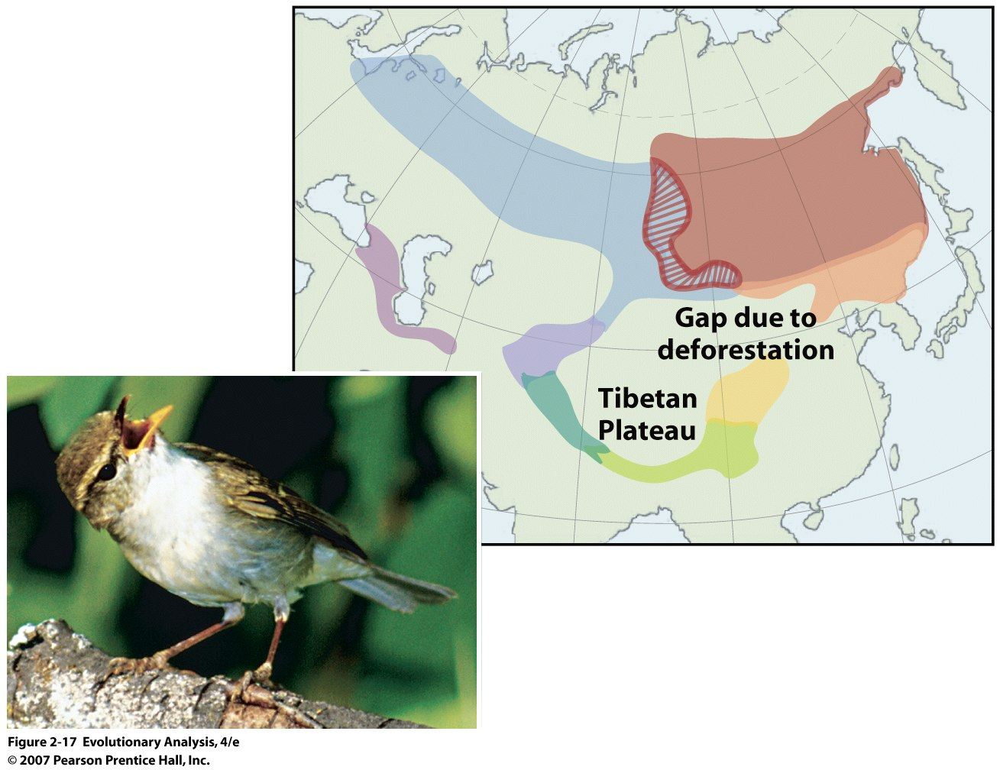 Gap due to
deforestation
Tibetan
Plateau
Figure 2-17 Evolutionary Analysis, 4/e
© 2007 Pearson Prentice Hall, Inc.